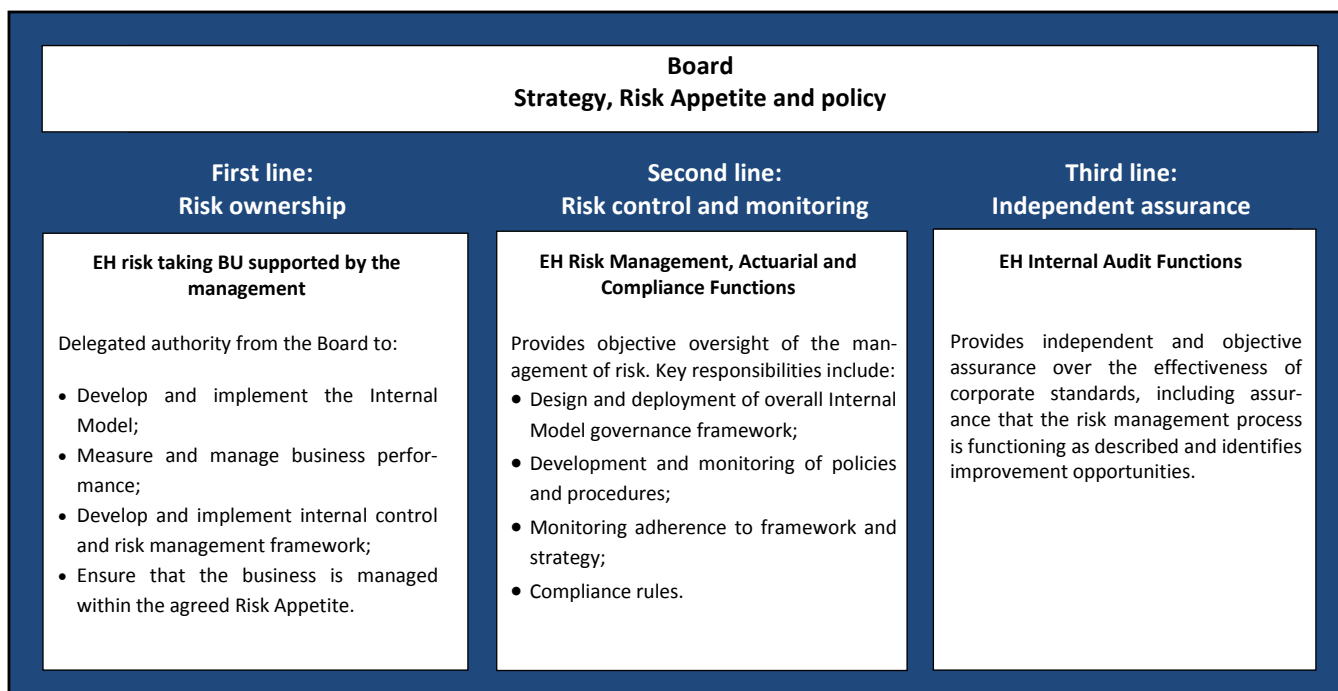 Board
Strategy, Risk Appetite and policy
First line:
Risk ownership
EH risk taking BU supported by the
management
Delegated authority from the Board to:
• Develop and implement the Internal
Model;
• Measure and manage business perfor-
mance;
• Develop and implement internal control
and risk management framework;
• Ensure that the business is managed
within the agreed Risk Appetite.
Second line:
Risk control and monitoring
EH Risk Management, Actuarial and
Compliance Functions
Provides objective oversight of the man-
agement of risk. Key responsibilities include:
• Design and deployment of overall Internal
Model governance framework;
• Development and monitoring of policies
and procedures;
• Monitoring adherence to framework and
strategy;
• Compliance rules.
Third line:
Independent assurance
EH Internal Audit Functions
Provides independent and objective
assurance over the effectiveness of
corporate standards, including assur-
ance that the risk management process
is functioning as described and identifies
improvement opportunities.